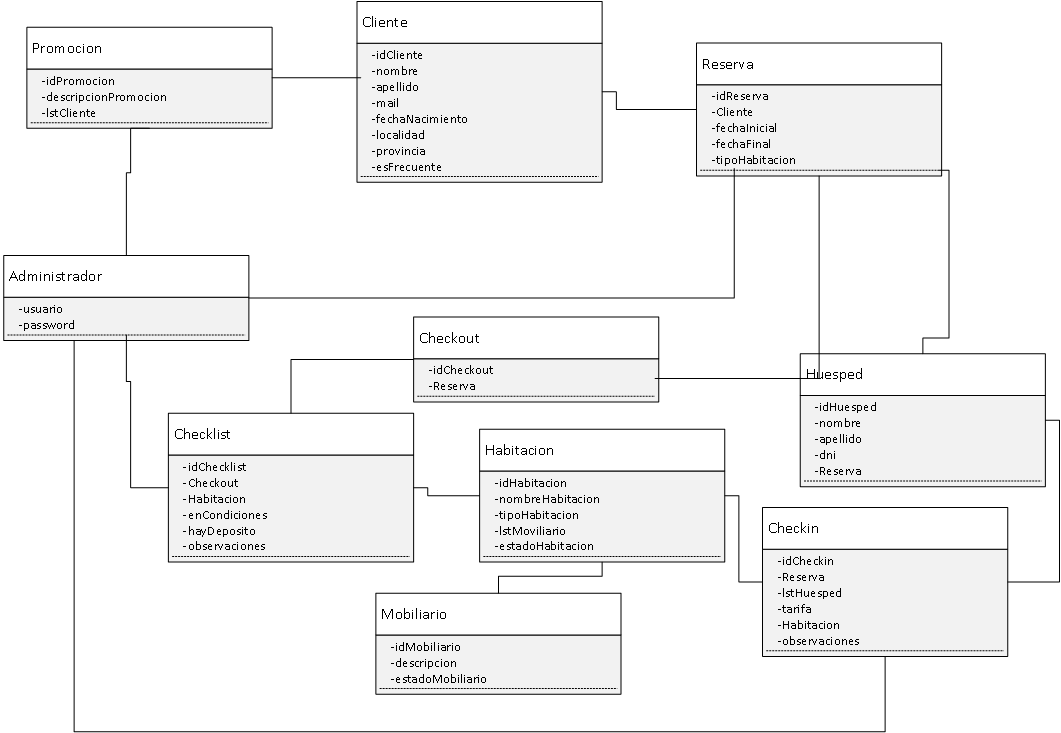 Promocion
-idPromocion
-descripcionPromocion
-lstCliente
Cliente
-idCliente
-nombre
-apellido
-mail
-fechaNacimiento
-localidad
-provincia
-esFrecuente
Reserva
-idReserva
-Cliente
-fechaInicial
-fechaFinal
-tipoHabitacion
Administrador
-usuario
-password
Checkout
-idCheckout
-Reserva
Huesped
-idHuesped
-nombre
-apellido
-dni
-Reserva
Checklist
-idChecklist
-Checkout
-Habitacion
-enCondiciones
-hayDeposito
-observaciones
Habitacion
-idHabitacion
-nombreHabitacion
-tipoHabitacion
-lstMoviliario
-estadoHabitacion
Checkin
-idCheckin
-Reserva
-lstHuesped
-tarifa
-Habitacion
-observaciones
Mobiliario
-idMobiliario
-descripcion
-estadoMobiliario